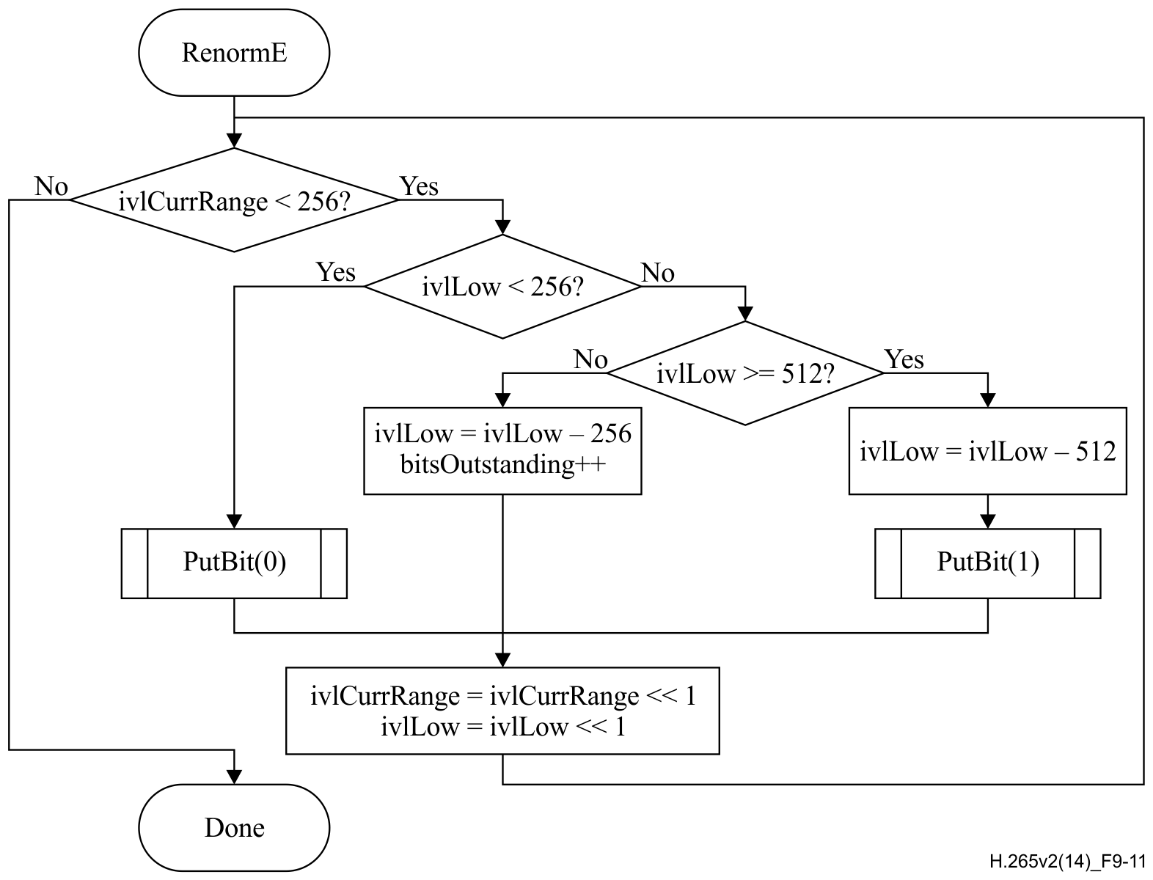 RenormE
No
ivlCurrRange < 256?
Yes
Yes
ivlLow < 256?
No
No
ivlLow >= 512?
Yes
ivlLow = ivlLow – 256
bitsOutstanding++
ivlLow = ivlLow – 512
PutBit(0)
PutBit(1)
ivlCurrRange = ivlCurrRange << 1
ivlLow = ivlLow << 1
Done
H.265v2(14)_F9-11